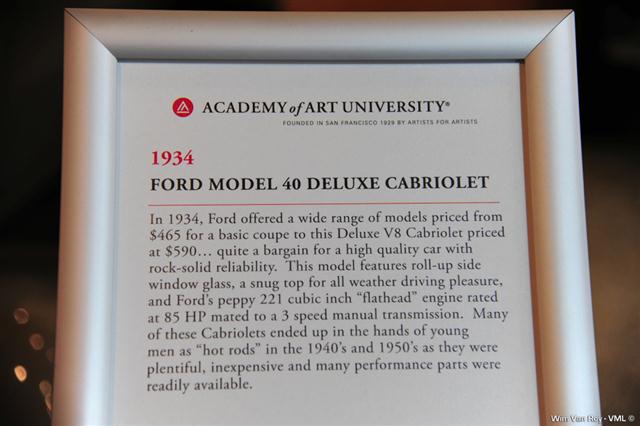 ACADEMY of ART UNIVERSITY®
FOUNDED IN SAN FRANCISCO 1929 BY ARTISTS FOR ARTISTS
1934
FORD MODEL 40 DELUXE CABRIOLET
In 1934, Ford offered a wide range of models priced from
$465 for a basic coupe to this Deluxe V8 Cabriolet priced
at $590... quite a bargain for a high quality car with
rock-solid reliability. This model features roll-up side
window glass, a snug top for all weather driving pleasure,
and Ford's peppy 221 cubic inch "flathead" engine rated
at 85 HP mated to a 3 speed manual transmission. Many
of these Cabriolets ended up in the hands of young
men as "hot rods" in the 1940's and 1950's as they were
plentiful, inexpensive and many performance parts were
readily available.
Wim Van Roy - VML ©